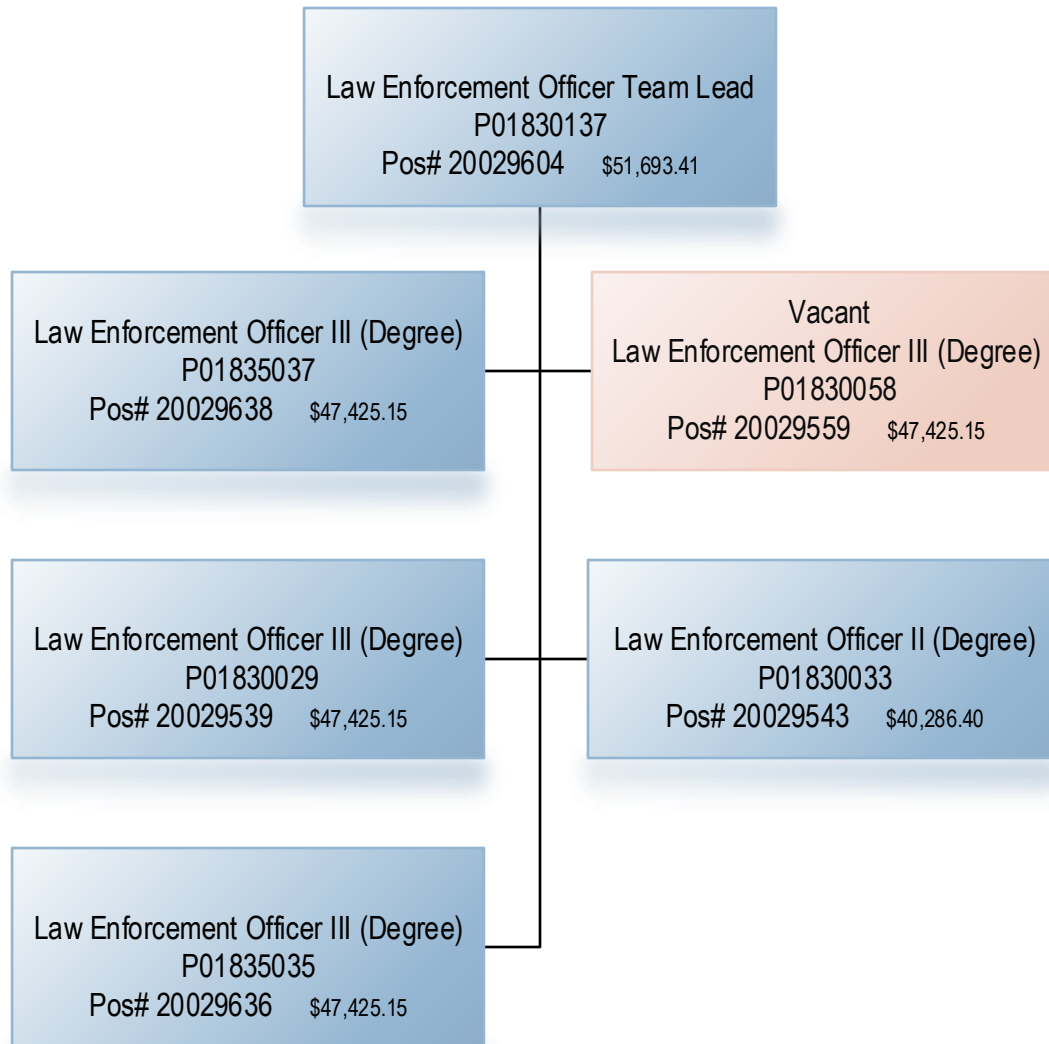 Law Enforcement Officer Team Lead
P01830137
Pos# 20029604 $51,693.41
Law Enforcement Officer III (Degree)
P01835037
Pos# 20029638 $47,425.15
Vacant
Law Enforcement Officer III (Degree)
P01830058
Pos# 20029559 $47,425.15
Law Enforcement Officer III (Degree)
P01830029
Pos# 20029539 $47,425.15
Law Enforcement Officer II (Degree)
P01830033
Pos# 20029543 $40,286.40
Law Enforcement Officer III (Degree)
P01835035
Pos# 20029636 $47,425.15